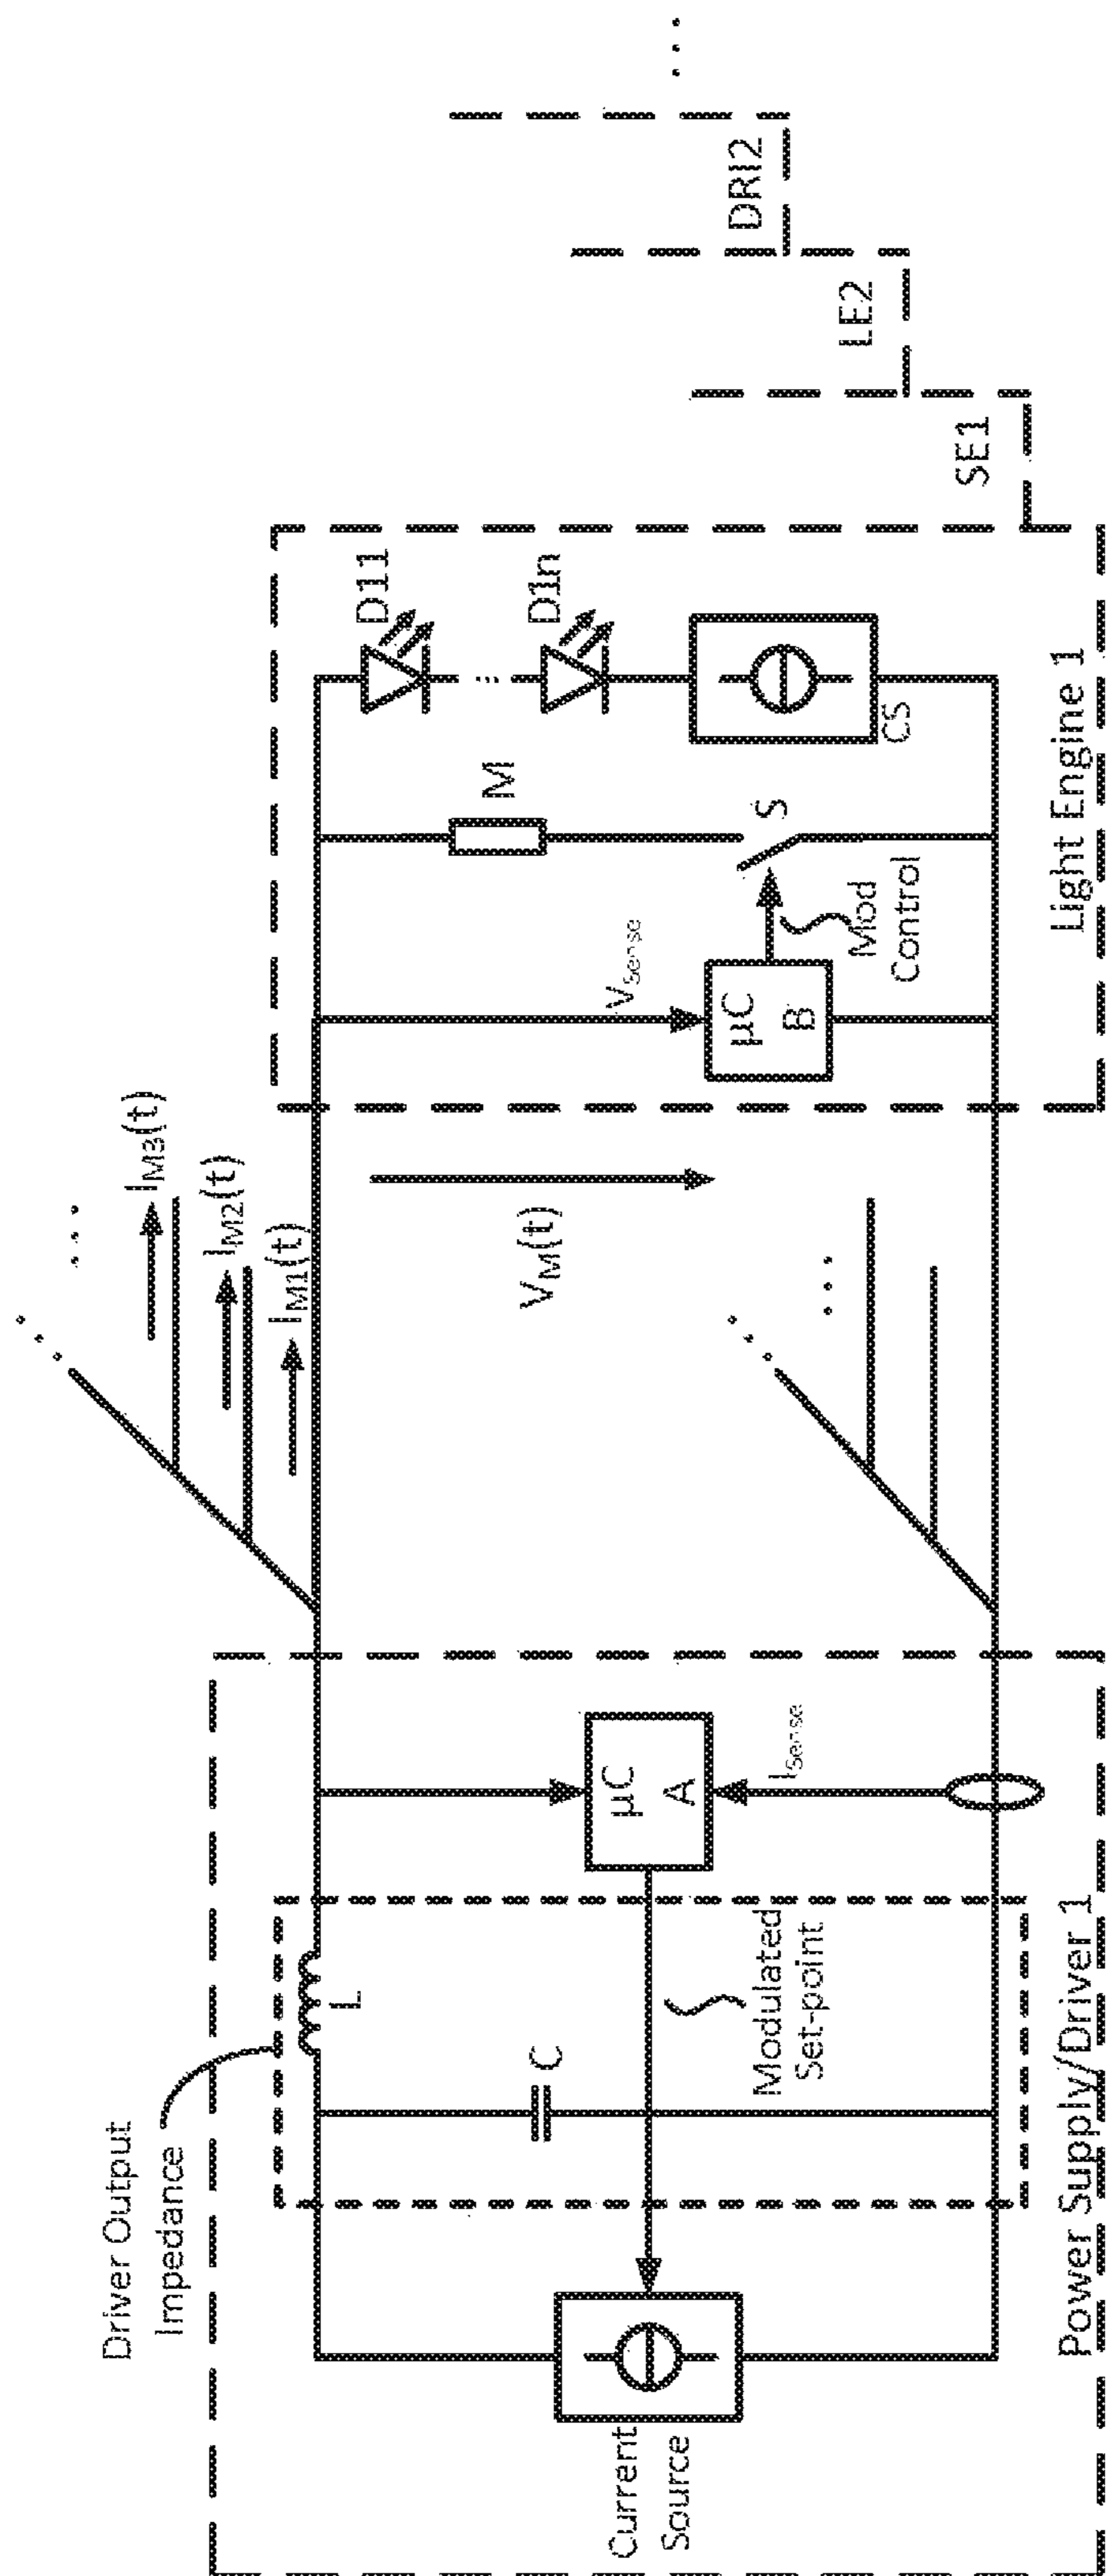 Driver Output
Impedance
L
C
Current
Source
Modulated
Set-point
µC
A
ISense
Power Supply/Driver 1
IM3(t)
IM2(t)
IM1(t)
VM(t)
VSense
µC
B
Mod
Control
M
S
D11
D1n
CS
Light Engine 1
SE1
LE2
DRI2